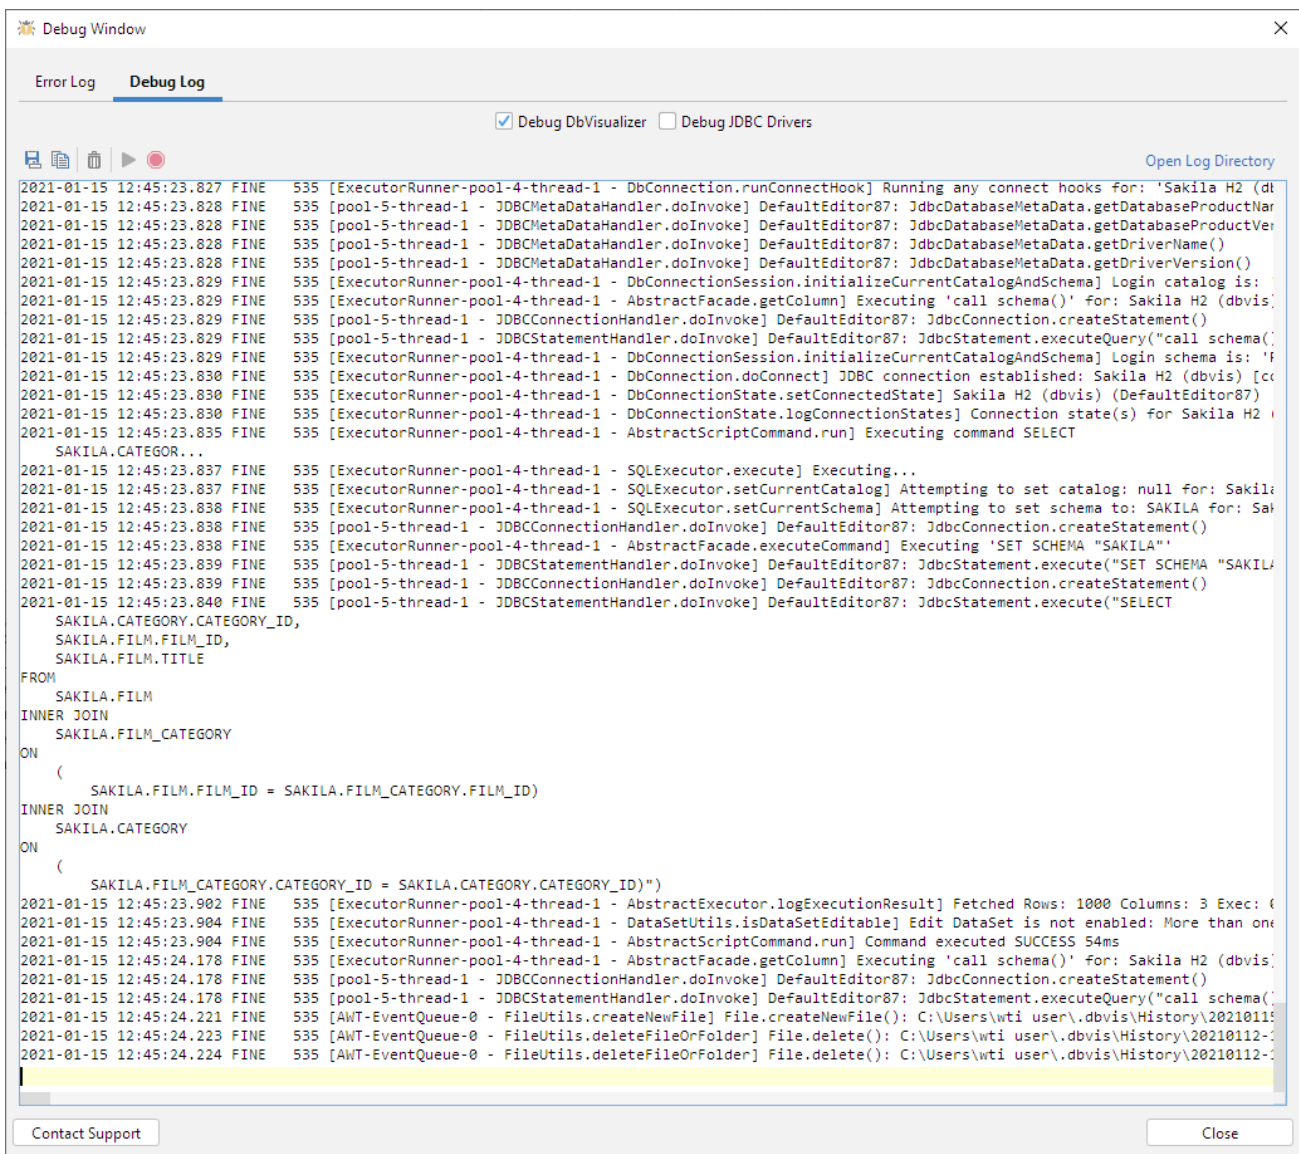 Debug Window
Error Log Debug Log
Debug DbVisualizer Debug JDBC Drivers
Open Log Directory
2021-01-15 12:45:23.827 FINE 535 [ExecutorRunner-pool-4-thread-1 - DbConnection.runConnectHook] Running any connect hooks for: 'Sakila H2 (db
2021-01-15 12:45:23.828 FINE 535 [pool-5-thread-1 - JDBCMetaDataHandler.doInvoke] DefaultEditor87: JdbcDatabaseMetaData.getDatabaseProductNam
2021-01-15 12:45:23.828 FINE 535 [pool-5-thread-1 - JDBCMetaDataHandler.doInvoke] DefaultEditor87: JdbcDatabaseMetaData.getDatabaseProductVer
2021-01-15 12:45:23.828 FINE 535 [pool-5-thread-1 - JDBCMetaDataHandler.doInvoke] DefaultEditor87: JdbcDatabaseMetaData.getDriverName()
2021-01-15 12:45:23.828 FINE 535 [pool-5-thread-1 - JDBCMetaDataHandler.doInvoke] DefaultEditor87: JdbcDatabaseMetaData.getDriverVersion()
2021-01-15 12:45:23.829 FINE 535 [ExecutorRunner-pool-4-thread-1 - DbConnectionSession.initializeCurrentCatalogAndSchema] Login catalog is:
2021-01-15 12:45:23.829 FINE 535 [ExecutorRunner-pool-4-thread-1 - AbstractFacade.getColumn] Executing 'call schema()' for: Sakila H2 (dbvis)
2021-01-15 12:45:23.829 FINE 535 [pool-5-thread-1 - JDBCConnectionHandler.doInvoke] DefaultEditor87: JdbcConnection.createStatement()
2021-01-15 12:45:23.829 FINE 535 [pool-5-thread-1 - JDBCStatementHandler.doInvoke] DefaultEditor87: JdbcStatement.executeQuery("call schema()
2021-01-15 12:45:23.829 FINE 535 [ExecutorRunner-pool-4-thread-1 - DbConnectionSession.initializeCurrentCatalogAndSchema] Login schema is: 'P
2021-01-15 12:45:23.830 FINE 535 [ExecutorRunner-pool-4-thread-1 - DbConnection.doConnect] JDBC connection established: Sakila H2 (dbvis) [co
2021-01-15 12:45:23.830 FINE 535 [ExecutorRunner-pool-4-thread-1 - DbConnectionState.setConnectedState] Sakila H2 (dbvis) (DefaultEditor87)
2021-01-15 12:45:23.830 FINE 535 [ExecutorRunner-pool-4-thread-1 - DbConnectionState.logConnectionStates] Connection state(s) for Sakila H2 (
2021-01-15 12:45:23.835 FINE 535 [ExecutorRunner-pool-4-thread-1 - AbstractScriptCommand.run] Executing command SELECT
SAKILA.CATEGOR...
2021-01-15 12:45:23.837 FINE 535 [ExecutorRunner-pool-4-thread-1 - SQLExecutor.execute] Executing...
2021-01-15 12:45:23.837 FINE 535 [ExecutorRunner-pool-4-thread-1 - SQLExecutor.setCurrentCatalog] Attempting to set catalog: null for: Sakila
2021-01-15 12:45:23.838 FINE 535 [ExecutorRunner-pool-4-thread-1 - SQLExecutor.setCurrentSchema] Attempting to set schema to: SAKILA for: Sak
2021-01-15 12:45:23.838 FINE 535 [pool-5-thread-1 - JDBCConnectionHandler.doInvoke] DefaultEditor87: JdbcConnection.createStatement()
2021-01-15 12:45:23.838 FINE 535 [ExecutorRunner-pool-4-thread-1 - AbstractFacade.executeCommand] Executing 'SET SCHEMA "SAKILA"'
2021-01-15 12:45:23.839 FINE 535 [pool-5-thread-1 - JDBCStatementHandler.doInvoke] DefaultEditor87: JdbcStatement.execute("SET SCHEMA "SAKILA
2021-01-15 12:45:23.839 FINE 535 [pool-5-thread-1 - JDBCConnectionHandler.doInvoke] DefaultEditor87: JdbcConnection.createStatement()
2021-01-15 12:45:23.840 FINE 535 [pool-5-thread-1 - JDBCStatementHandler.doInvoke] DefaultEditor87: JdbcStatement.execute("SELECT
SAKILA.CATEGORY.CATEGORY_ID,
SAKILA.FILM.FILM_ID,
SAKILA.FILM.TITLE
FROM
SAKILA.FILM
INNER JOIN
SAKILA.FILM_CATEGORY
ON
(
SAKILA.FILM.FILM_ID = SAKILA.FILM_CATEGORY.FILM_ID)
INNER JOIN
SAKILA.CATEGORY
ON
(
SAKILA.FILM_CATEGORY.CATEGORY_ID = SAKILA.CATEGORY.CATEGORY_ID)")
2021-01-15 12:45:23.902 FINE 535 [ExecutorRunner-pool-4-thread-1 - AbstractExecutor.logExecutionResult] Fetched Rows: 1000 Columns: 3 Exec: 0
2021-01-15 12:45:23.904 FINE 535 [ExecutorRunner-pool-4-thread-1 - DataSetUtils.isDataSetEditable] Edit DataSet is not enabled: More than one
2021-01-15 12:45:23.904 FINE 535 [ExecutorRunner-pool-4-thread-1 - AbstractScriptCommand.run] Command executed SUCCESS 54ms
2021-01-15 12:45:24.178 FINE 535 [ExecutorRunner-pool-4-thread-1 - AbstractFacade.getColumn] Executing 'call schema()' for: Sakila H2 (dbvis)
2021-01-15 12:45:24.178 FINE 535 [pool-5-thread-1 - JDBCConnectionHandler.doInvoke] DefaultEditor87: JdbcConnection.createStatement()
2021-01-15 12:45:24.178 FINE 535 [pool-5-thread-1 - JDBCStatementHandler.doInvoke] DefaultEditor87: JdbcStatement.executeQuery("call schema()
2021-01-15 12:45:24.221 FINE 535 [AWT-EventQueue-0 - FileUtils.createNewFile] File.createNewFile(): C:\Users\wti user\.dbvis\History\20210115
2021-01-15 12:45:24.223 FINE 535 [AWT-EventQueue-0 - FileUtils.deleteFileOrFolder] File.delete(): C:\Users\wti user\.dbvis\History\20210112-1
2021-01-15 12:45:24.224 FINE 535 [AWT-EventQueue-0 - FileUtils.deleteFileOrFolder] File.delete(): C:\Users\wti user\.dbvis\History\20210112-1
Contact Support Close